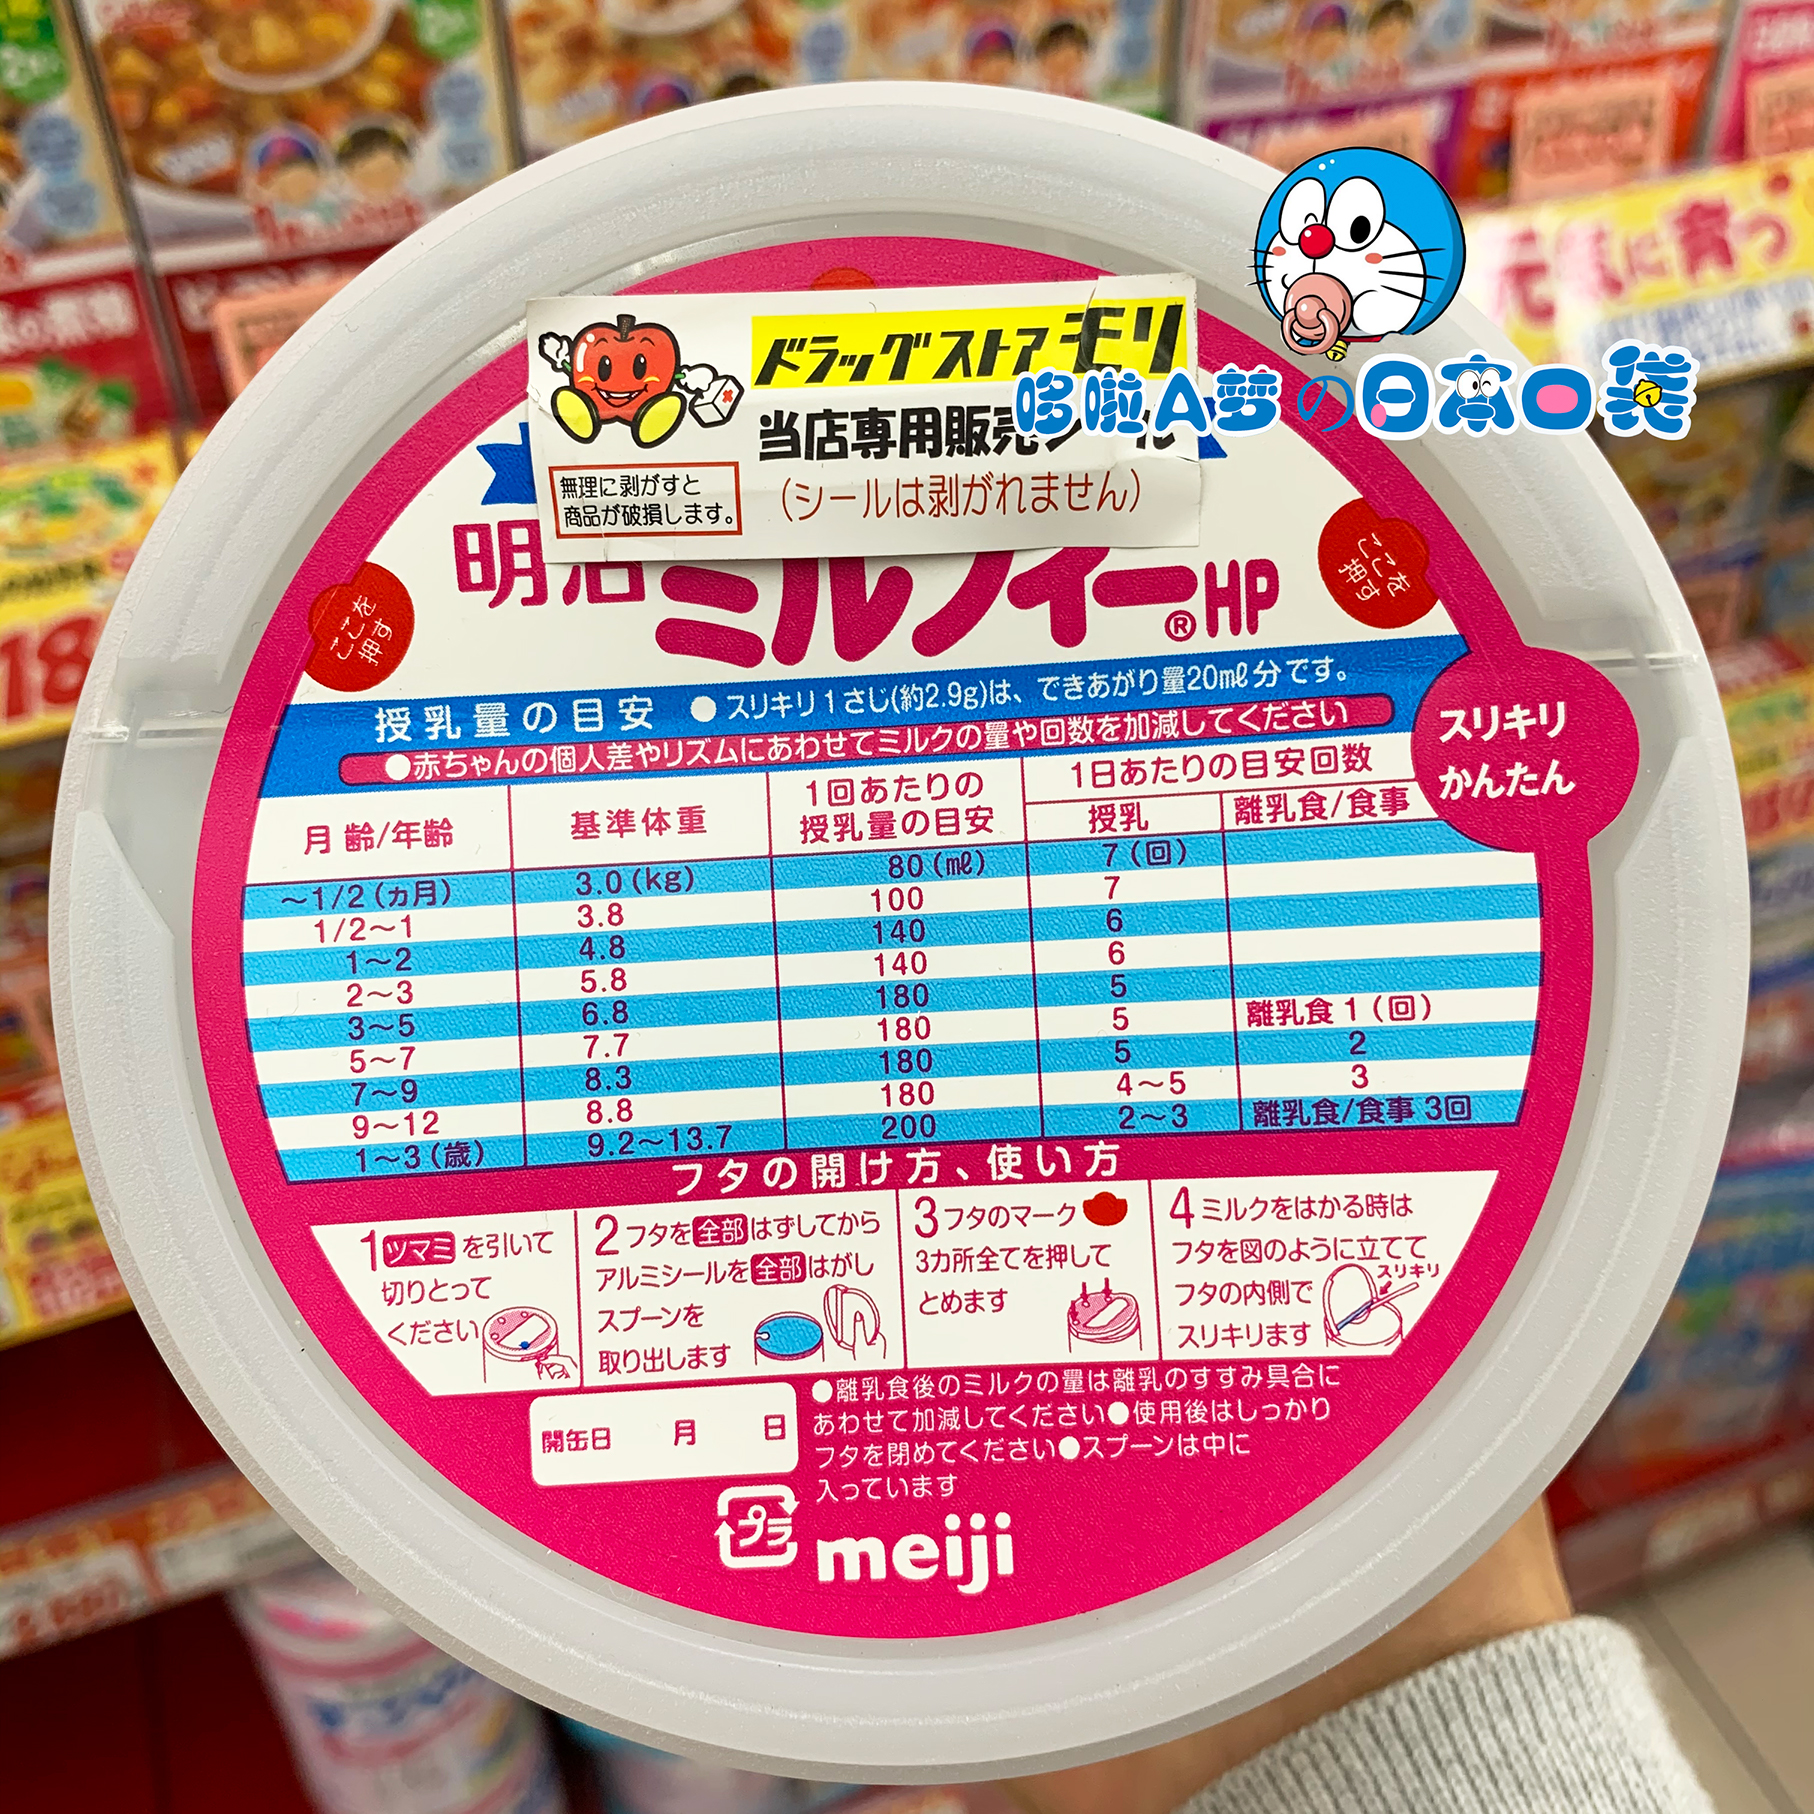 ドラッグストアモリ
当店専用販売シール
無理に剥がすと
商品が破損します。
(シールは剥がれません)
哆啦A梦の日本口袋
元気に育つ
明治ミルフィー®HP
ここを
押す
ここを
押す
授乳量の目安 ●スリキリ1さじ(約2.9g)は、できあがり量20mℓ分です。
●赤ちゃんの個人差やリズムにあわせてミルクの量や回数を加減してください
スリキリ
かんたん
月齢/年齢 基準体重 1回あたりの授乳量の目安 1日あたりの目安回数
授乳 離乳食/食事
～1/2(カ月) 3.0(kg) 80(mℓ) 7(回)
1/2～1 3.8 100 7
1～2 4.8 140 6
2～3 5.8 140 6
3～5 6.8 180 5
5～7 7.7 180 5 離乳食1(回)
7～9 8.3 180 5 2
9～12 8.8 180 4～5 3
1～3(歳) 9.2～13.7 200 2～3 離乳食/食事3回
フタの開け方、使い方
1ツマミを引いて
切りとって
ください
2フタを全部はずしてから
アルミシールを全部はがし
スプーンを
取り出します
3フタのマーク
3カ所全てを押して
とめます
4ミルクをはかる時は
フタを図のように立てて
フタの内側で
スリキリます
スリキリ
開缶日 月 日
●離乳食後のミルクの量は離乳のすすみ具合に
あわせて加減してください●使用後はしっかり
フタを閉めてください●スプーンは中に
入っています
プラ
meiji